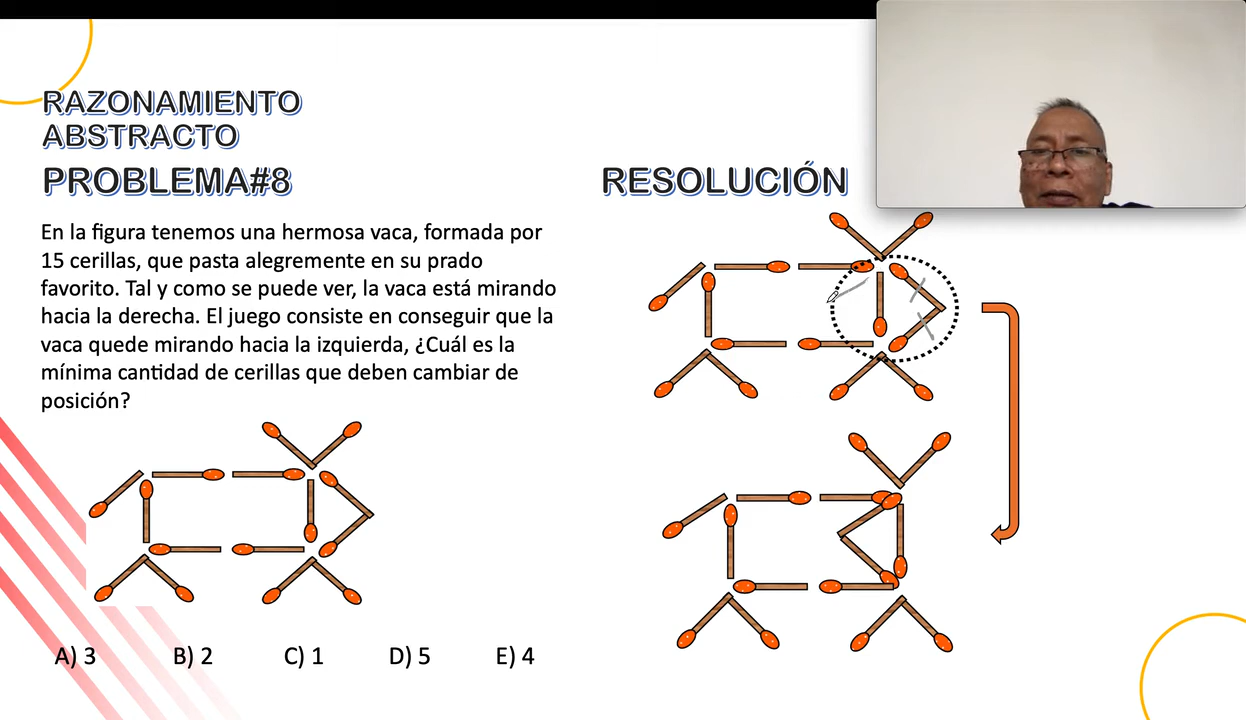 RAZONAMIENTO
ABSTRACTO
PROBLEMA#8
En la figura tenemos una hermosa vaca, formada por
15 cerillas, que pasta alegremente en su prado
favorito. Tal y como se puede ver, la vaca está mirando
hacia la derecha. El juego consiste en conseguir que la
vaca quede mirando hacia la izquierda, ¿Cuál es la
mínima cantidad de cerillas que deben cambiar de
posición?
A) 3 B) 2 C) 1 D) 5 E) 4
RESOLUCIÓN